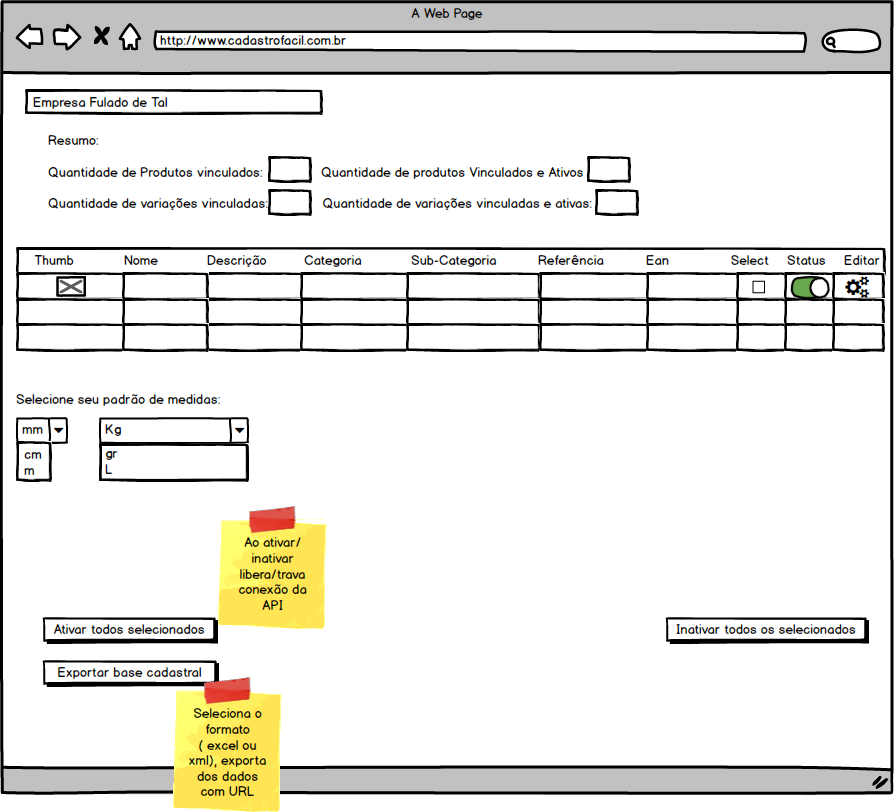 A Web Page
http://www.cadastrofacil.com.br
Empresa Fulado de Tal
Resumo:
Quantidade de Produtos vinculados: Quantidade de produtos Vinculados e Ativos
Quantidade de variações vinculadas: Quantidade de variações vinculadas e ativas:
Thumb Nome Descrição Categoria Sub-Categoria Referência Ean Select Status Editar
Selecione seu padrão de medidas:
mm Kg
cm gr
m L
Ao ativar/
inativar
libera/trava
conexão da
API
Ativar todos selecionados Inativar todos os selecionados
Exportar base cadastral
Seleciona o
formato
( excel ou
xml), exporta
dos dados
com URL